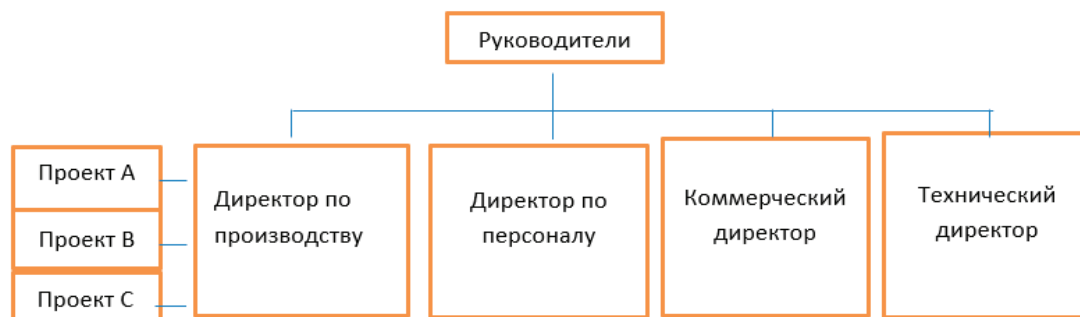 Руководители
Проект А
Проект В
Проект С
Директор по
производству
Директор по
персоналу
Коммерческий
директор
Технический
директор